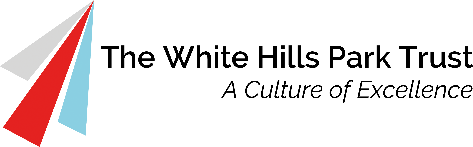 The White Hills Park Trust
A Culture of Excellence